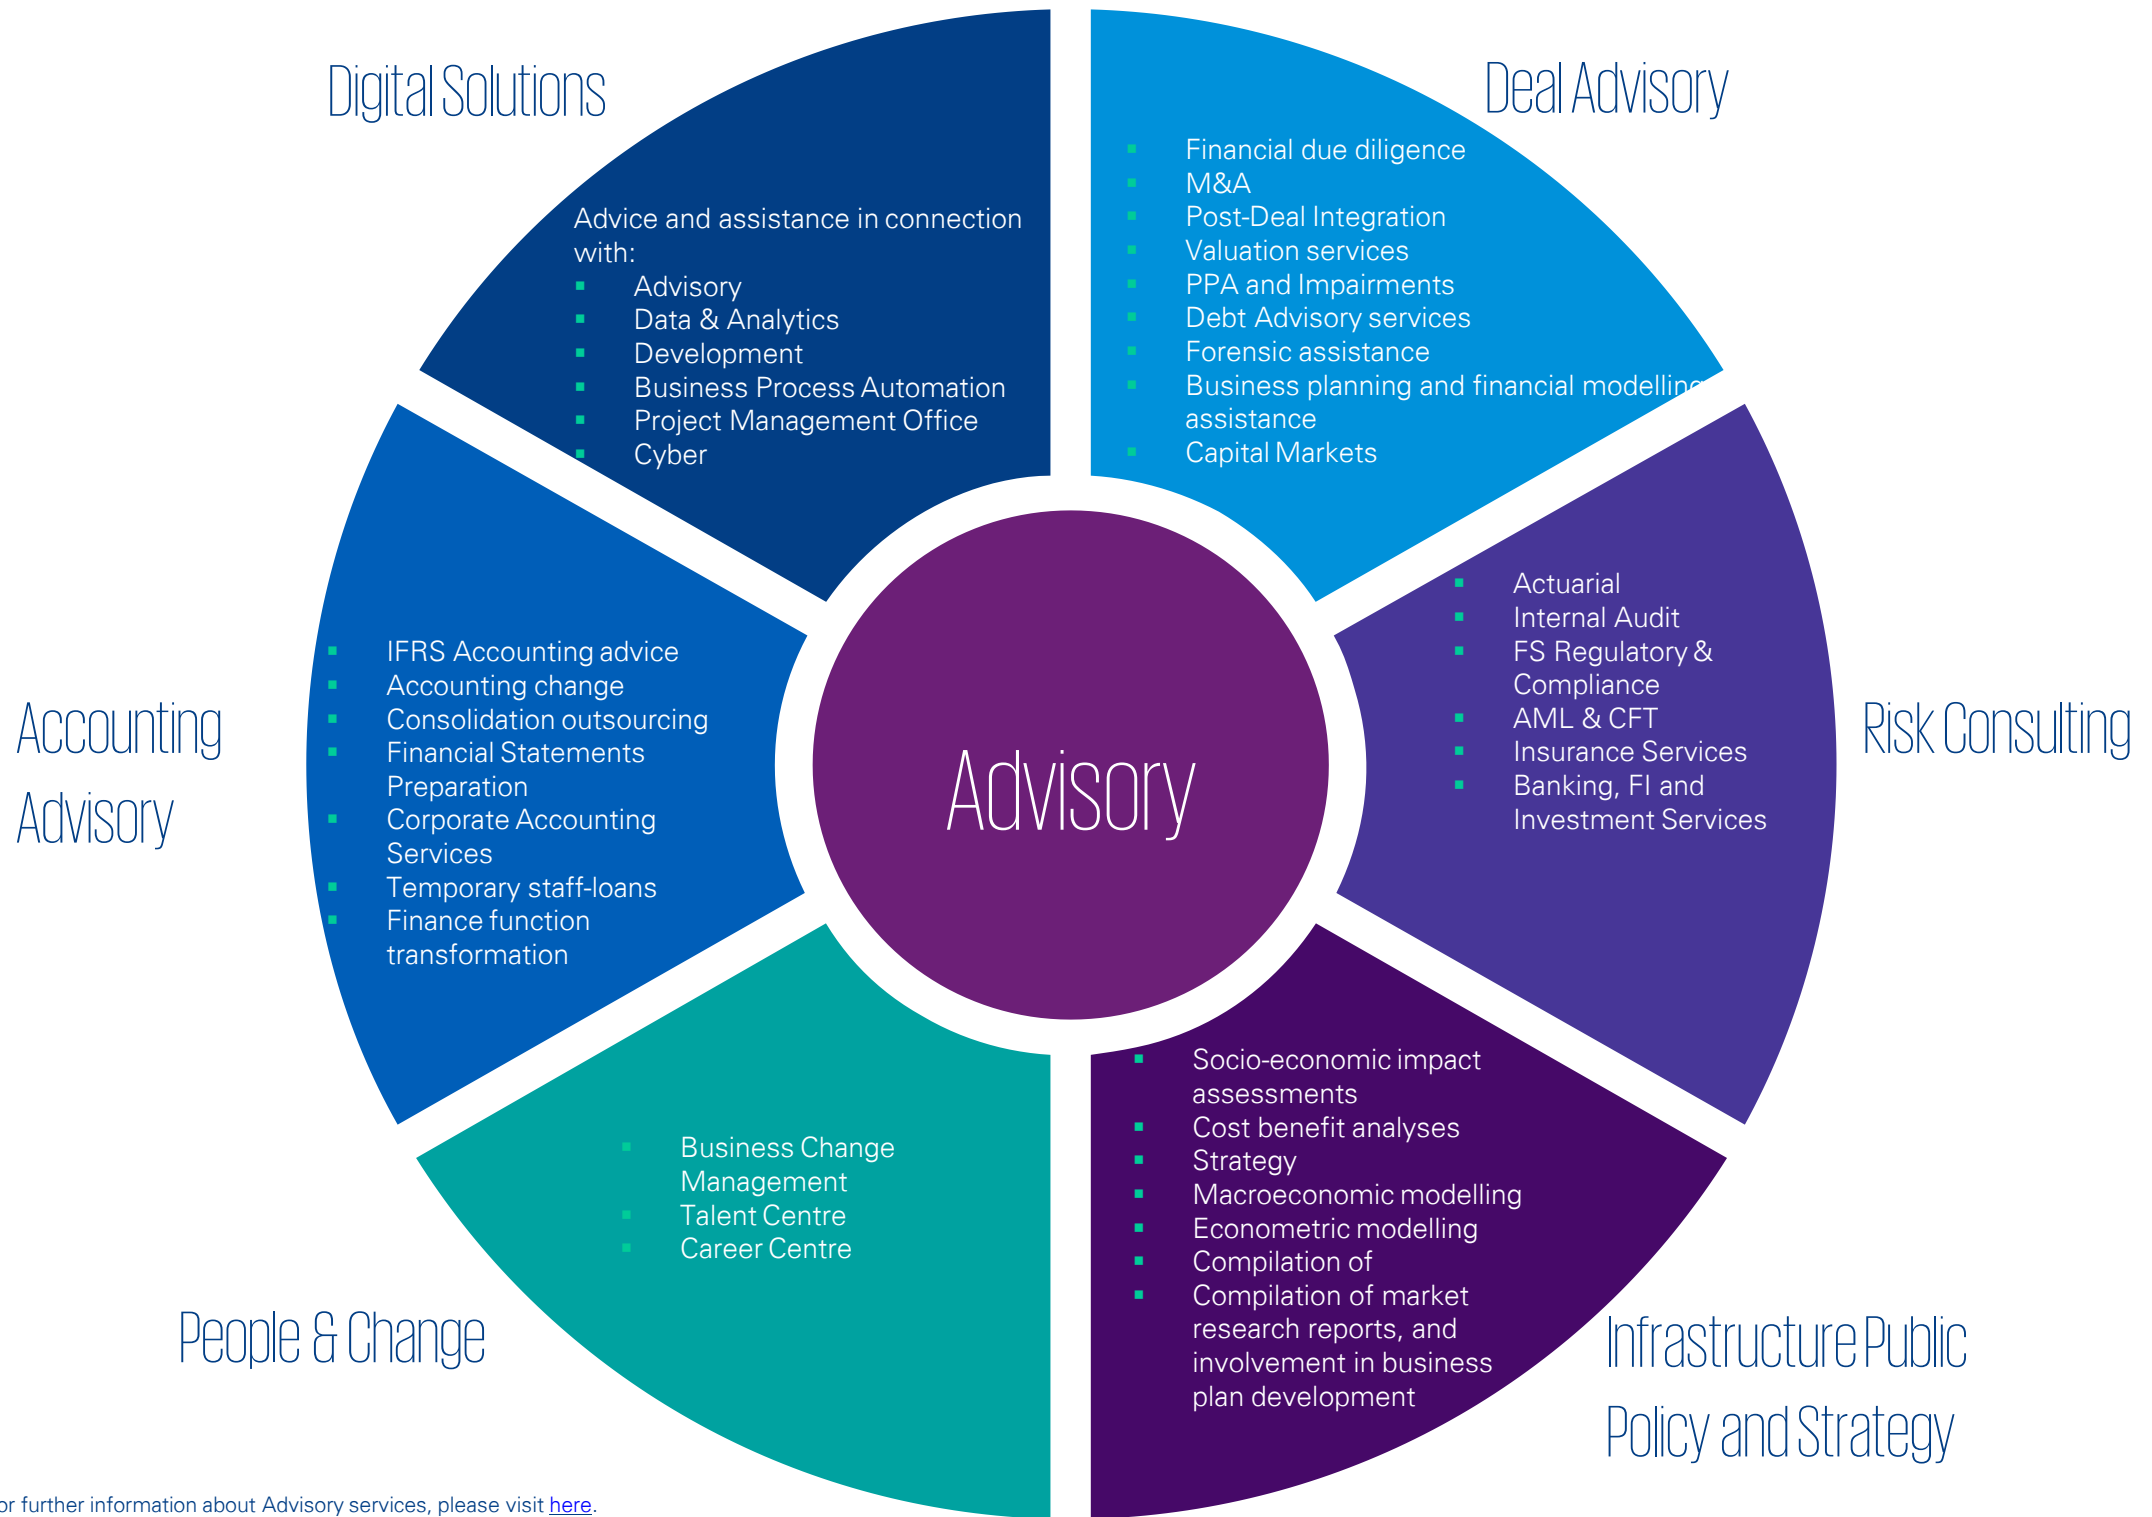 Digital Solutions
Advice and assistance in connection
with:
Advisory
Data & Analytics
Development
Business Process Automation
Project Management Office
Cyber
Deal Advisory
Financial due diligence
M&A
Post-Deal Integration
Valuation services
PPA and Impairments
Debt Advisory services
Forensic assistance
Business planning and financial modelling
assistance
Capital Markets
Accounting
Advisory
IFRS Accounting advice
Accounting change
Consolidation outsourcing
Financial Statements
Preparation
Corporate Accounting
Services
Temporary staff-loans
Finance function
transformation
Advisory
Actuarial
Internal Audit
FS Regulatory &
Compliance
AML & CFT
Insurance Services
Banking, FI and
Investment Services
Risk Consulting
People & Change
Business Change
Management
Talent Centre
Career Centre
Socio-economic impact
assessments
Cost benefit analyses
Strategy
Macroeconomic modelling
Econometric modelling
Compilation of
Compilation of market
research reports, and
involvement in business
plan development
Infrastructure Public
Policy and Strategy
or further information about Advisory services, please visit here.